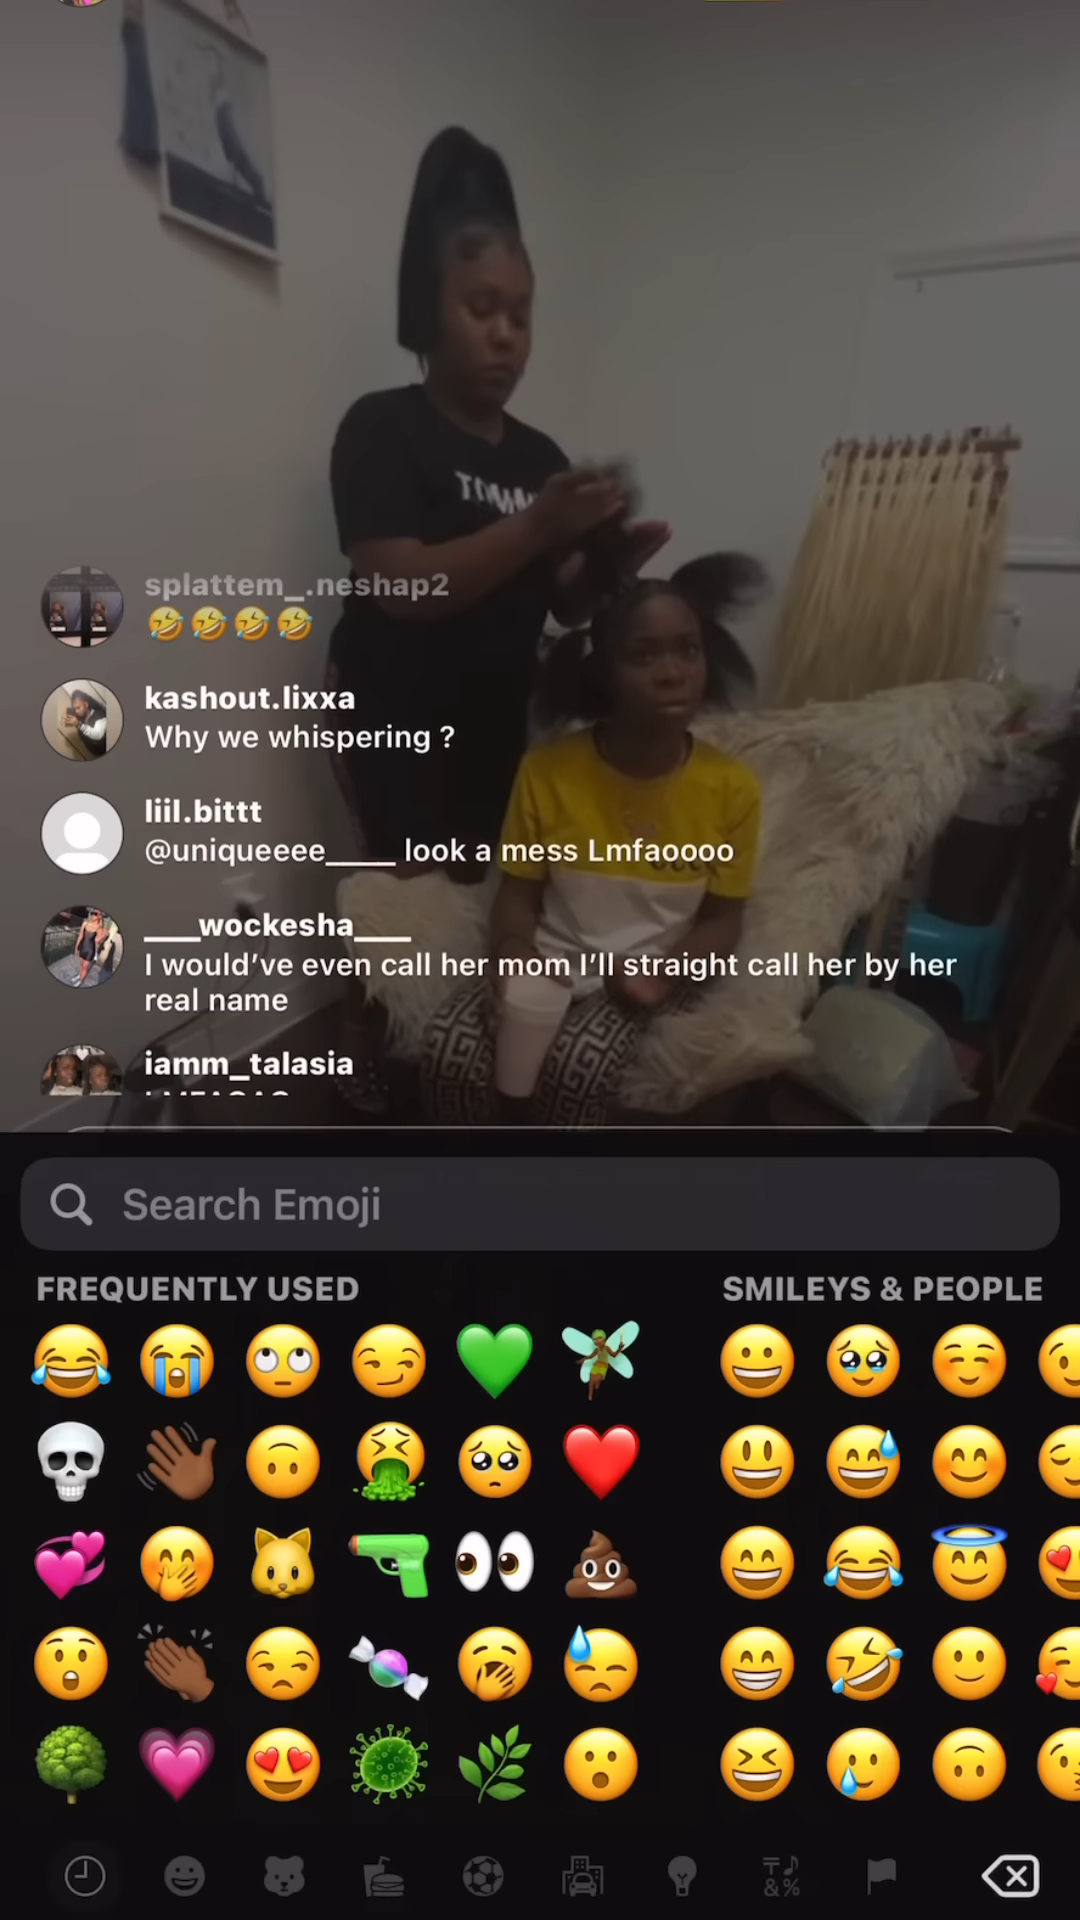 splattem_.neshap2
🤣🤣🤣🤣
kashout.lixxa
Why we whispering ?
liil.bittt
@uniqueeee____ look a mess Lmfaoooo
___wockesha___
I would’ve even call her mom I’ll straight call her by her
real name
iamm_talasia
Search Emoji
FREQUENTLY USED
SMILEYS & PEOPLE